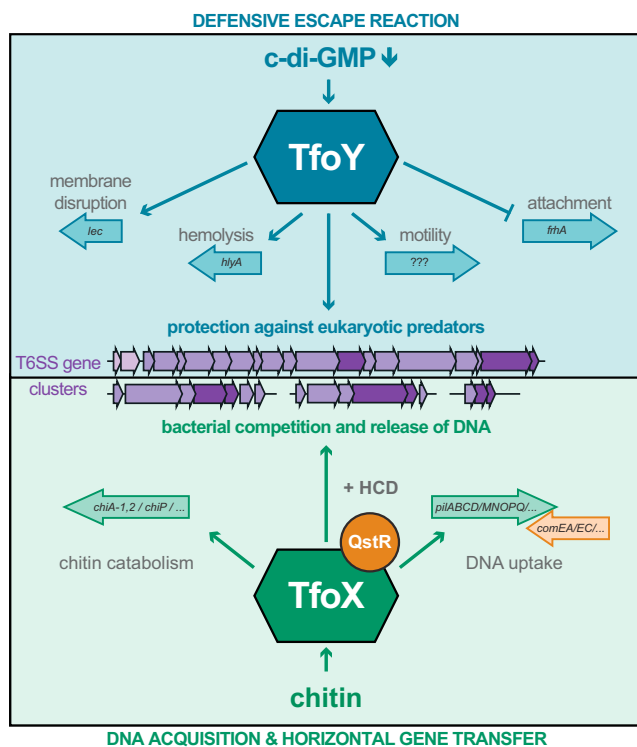 DEFENSIVE ESCAPE REACTION
c-di-GMP
TfoY
membrane
disruption
lec
hemolysis
hlyA
motility
???
attachment
frhA
protection against eukaryotic predators
T6SS gene
clusters
bacterial competition and release of DNA
+ HCD
chiA-1,2 / chiP / ...
chitin catabolism
QstR
pilABCD/MNOPQ/...
comEA/EC/...
DNA uptake
TfoX
chitin
DNA ACQUISITION & HORIZONTAL GENE TRANSFER